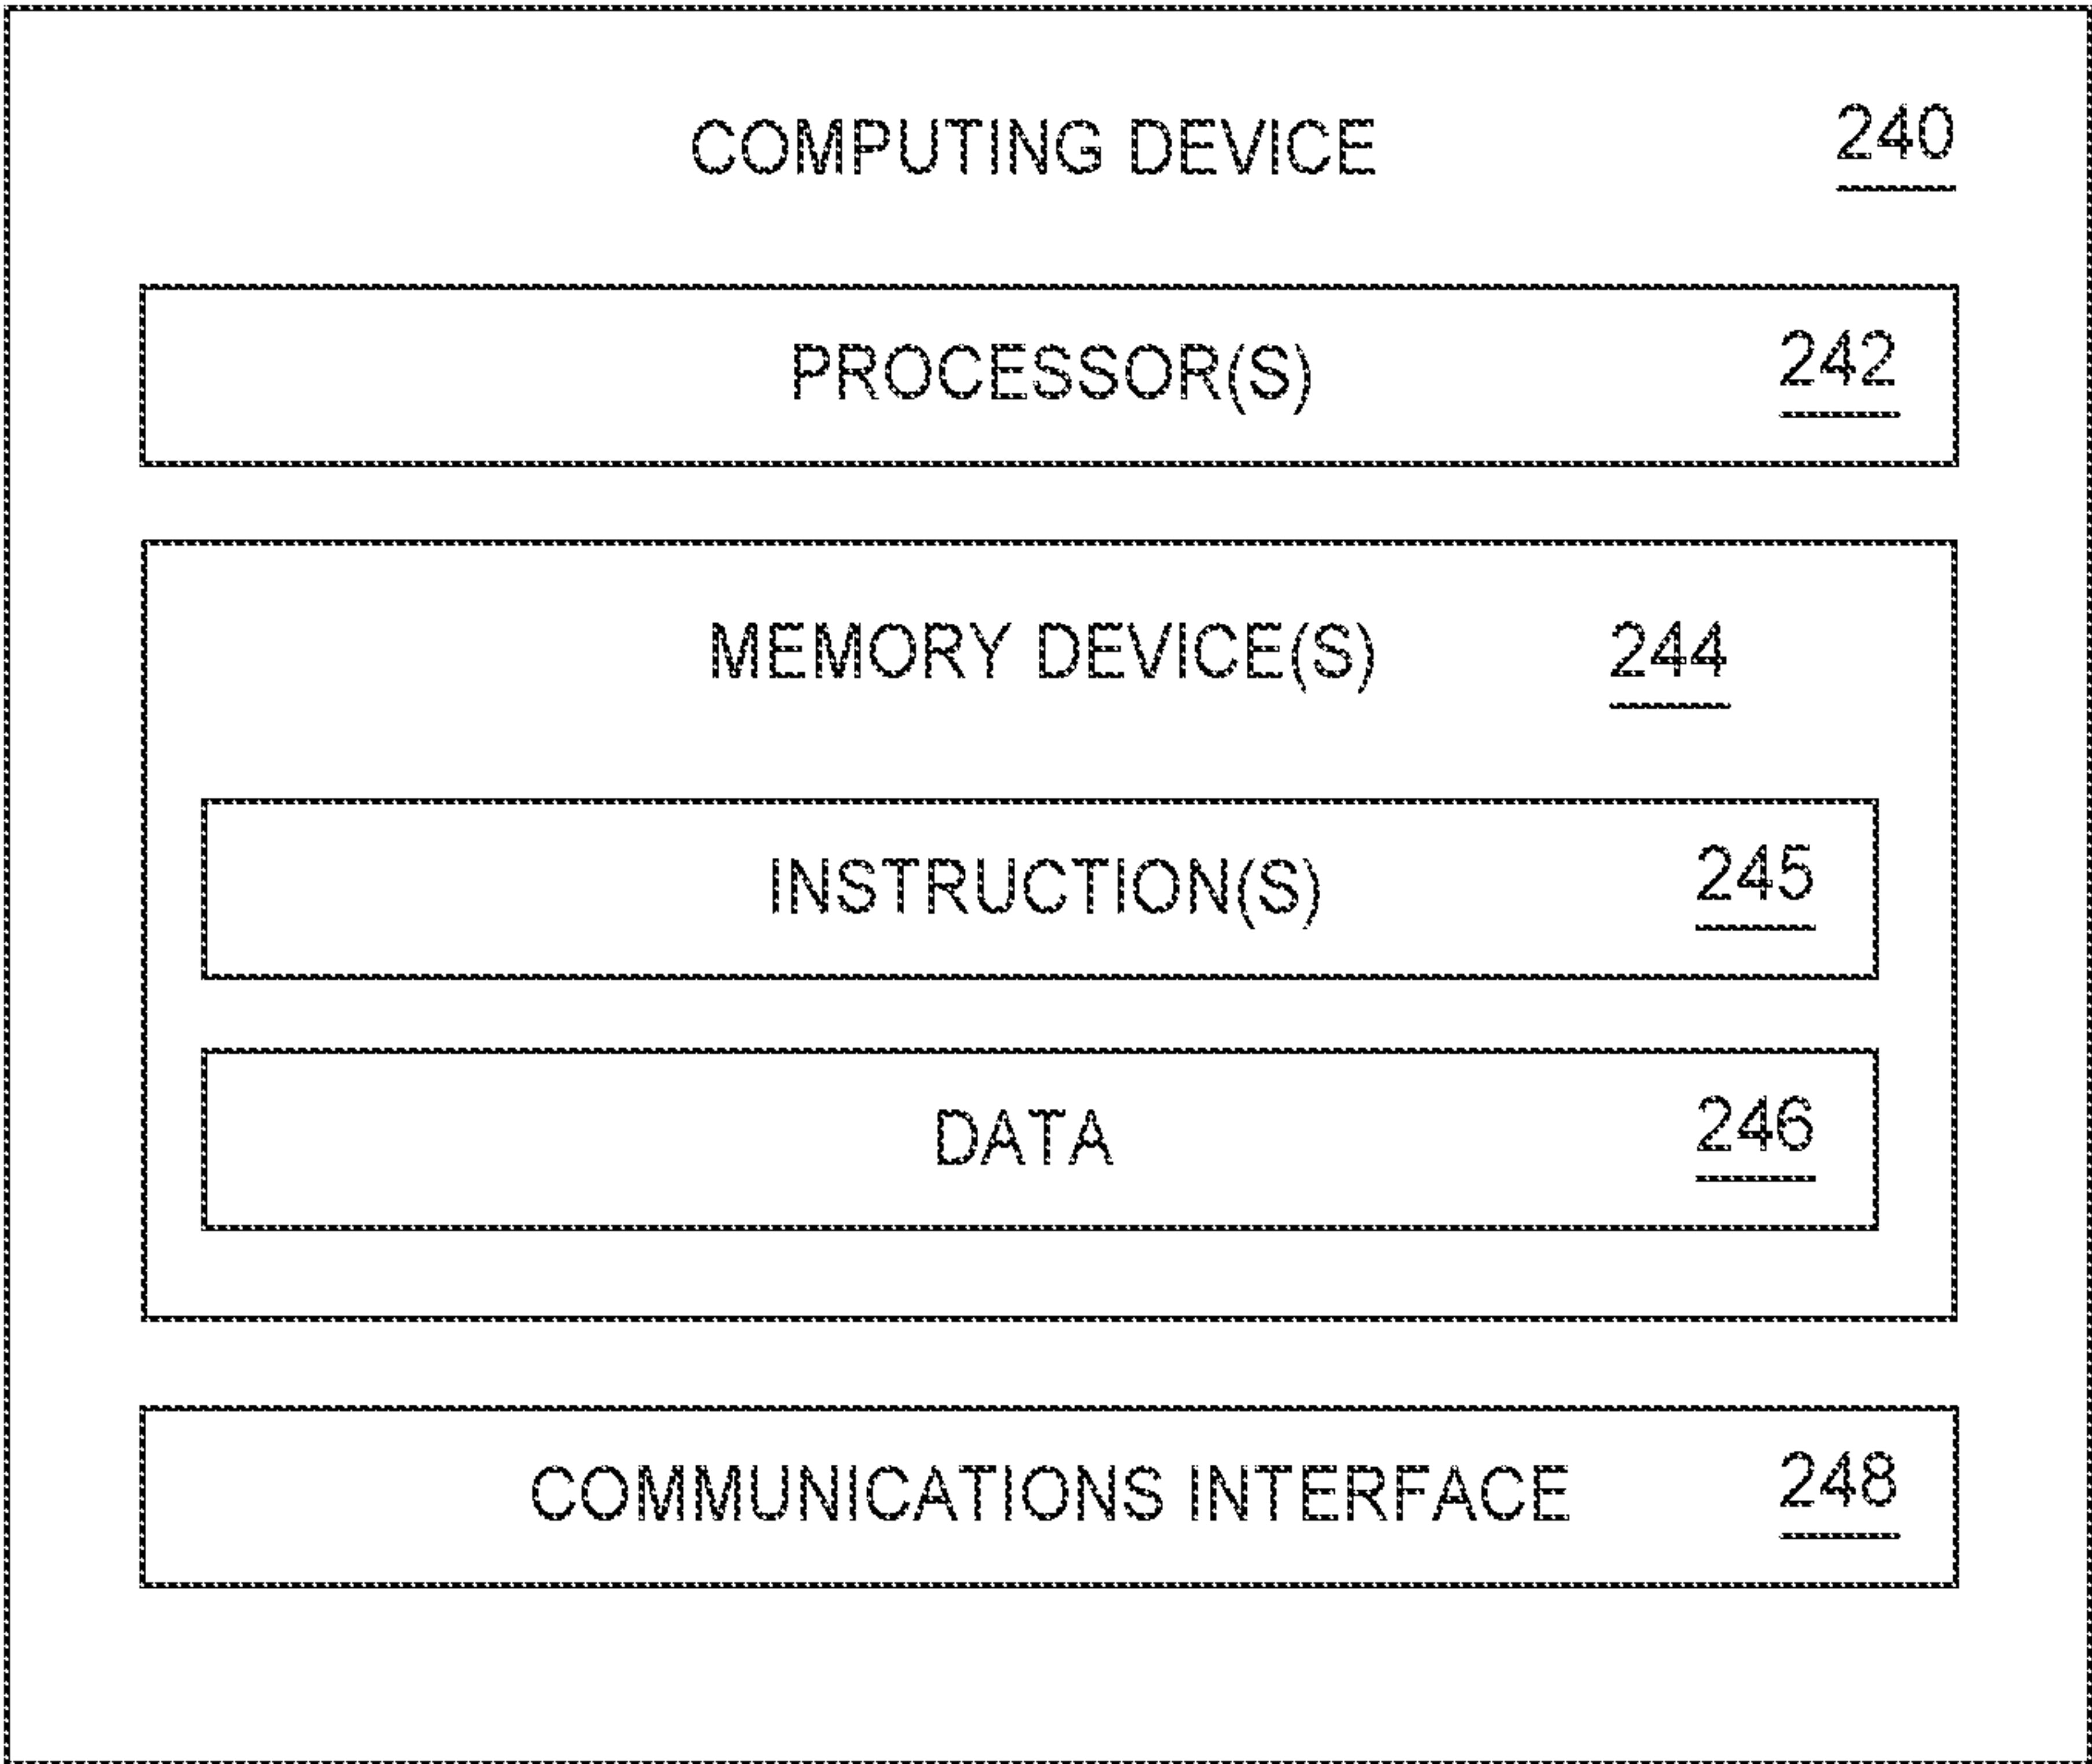 COMPUTING DEVICE 240
PROCESSOR(S) 242
MEMORY DEVICE(S) 244
INSTRUCTION(S) 245
DATA 246
COMMUNICATIONS INTERFACE 248